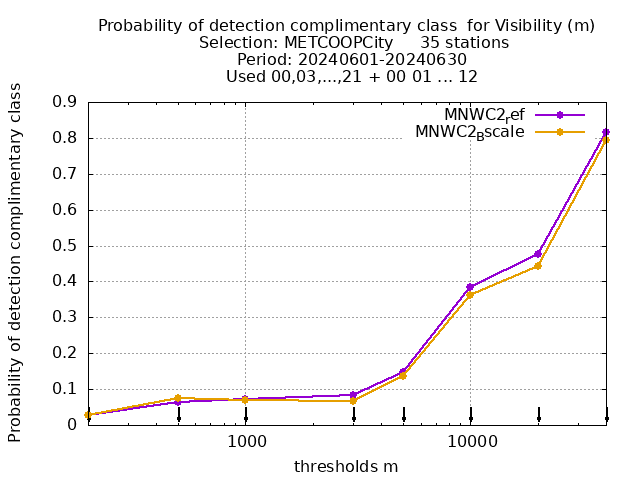 Probability of detection complimentary class  for Visibility (m)
Selection: METCOOPCity     35 stations
Period: 20240601-20240630
Used 00,03,...,21 + 00 01 ... 12
Probability of detection complimentary class
0.9
0.8
0.7
0.6
0.5
0.4
0.3
0.2
0.1
0
MNWC2ref
MNWC2Bscale
1000
10000
thresholds m